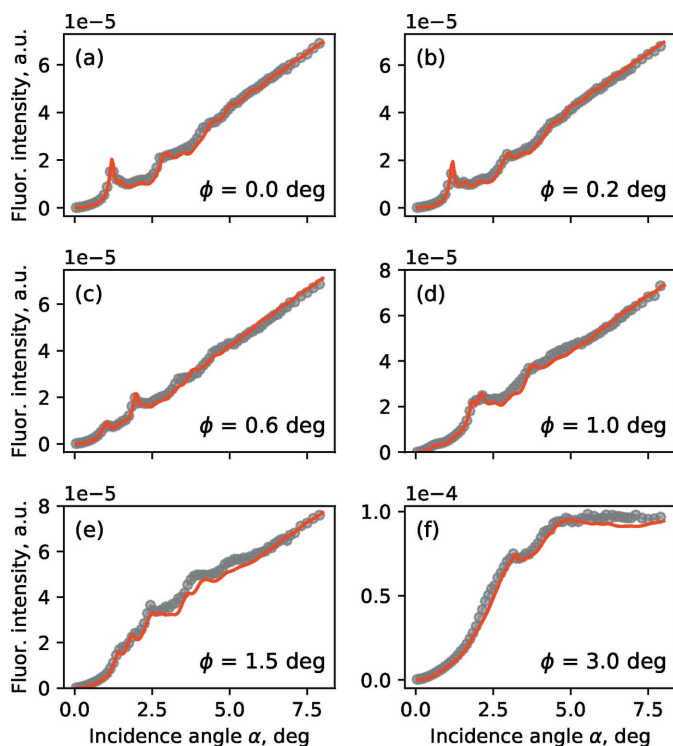 1e−5 1e−5
Fluor. intensity, a.u.
6
4
2
0
(a)
ϕ = 0.0 deg
6
4
2
0
(b)
ϕ = 0.2 deg
1e−5 1e−5
Fluor. intensity, a.u.
6
4
2
0
(c)
ϕ = 0.6 deg
8
6
4
2
0
(d)
ϕ = 1.0 deg
1e−5 1e−4
Fluor. intensity, a.u.
8
6
4
2
0
(e)
ϕ = 1.5 deg
1.0
0.5
0.0
(f)
ϕ = 3.0 deg
0.0 2.5 5.0 7.5 0.0 2.5 5.0 7.5
Incidence angle α, deg Incidence angle α, deg